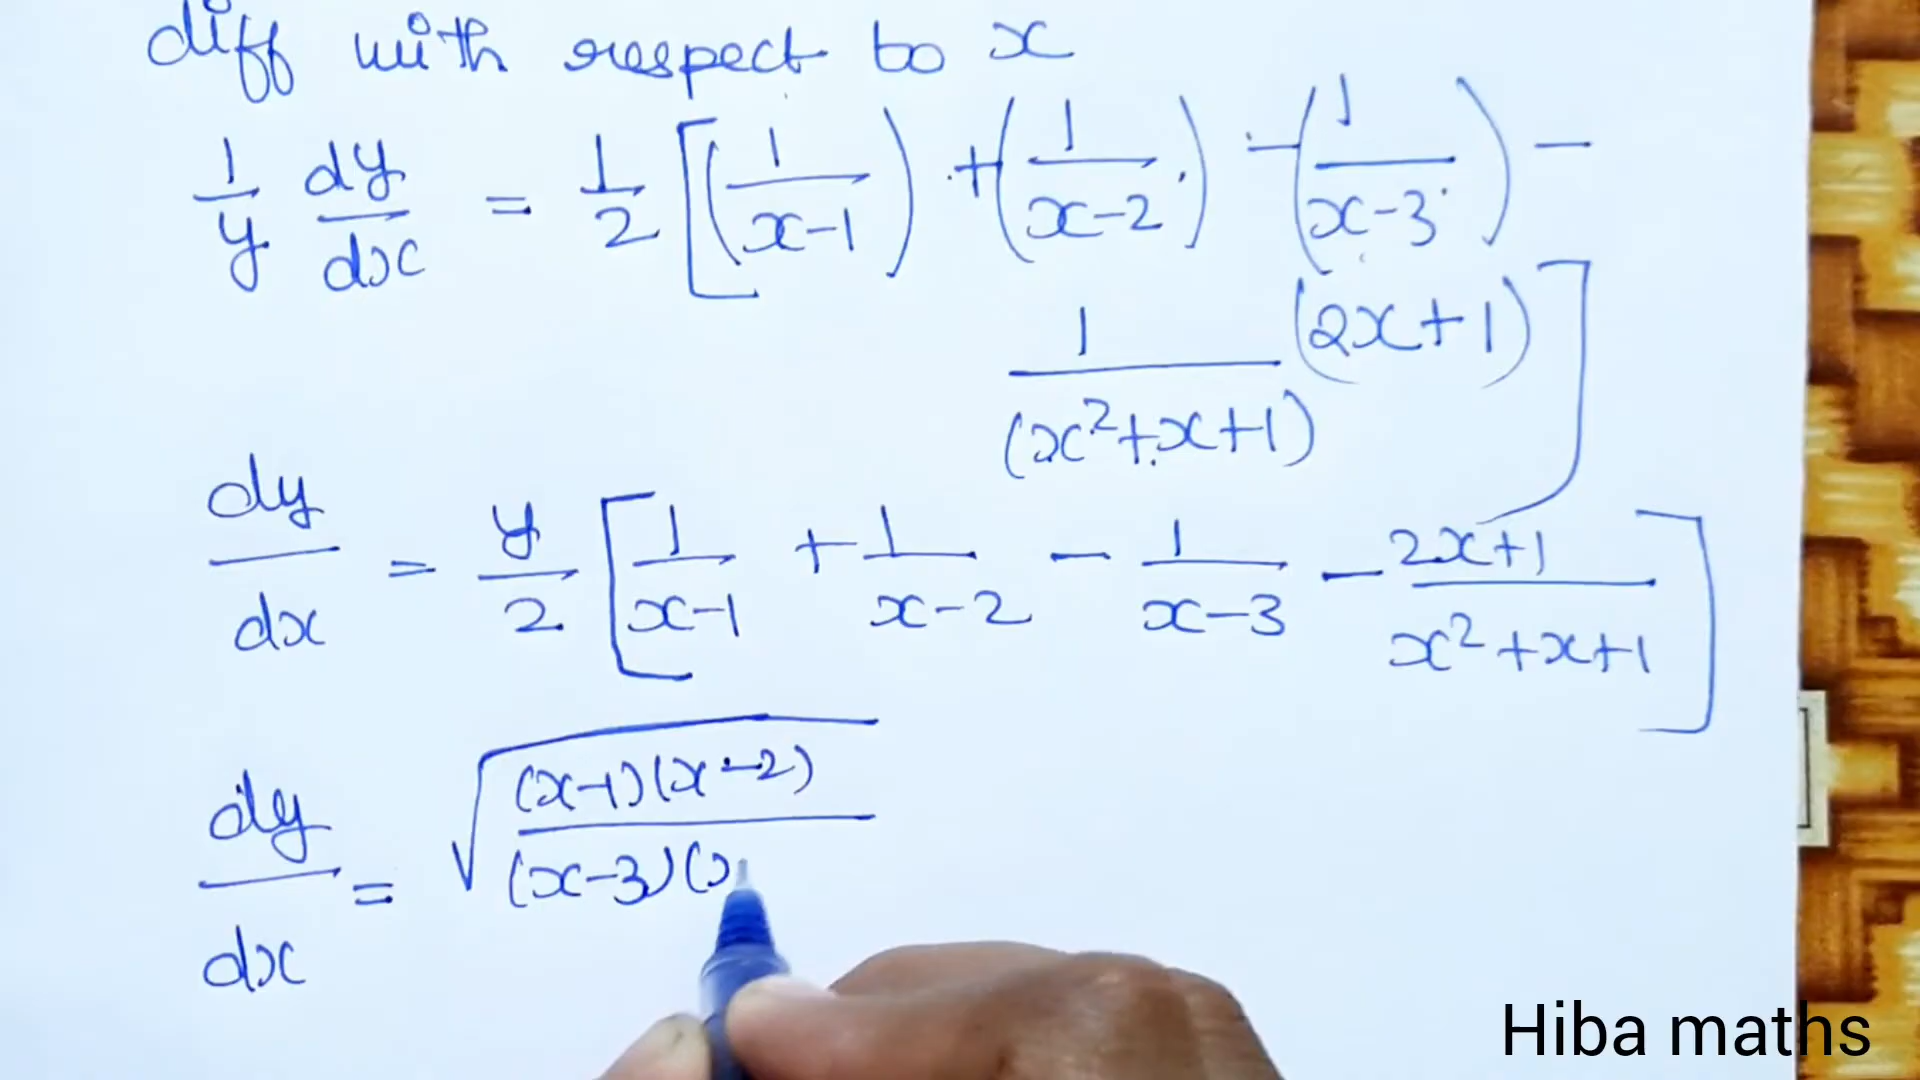 diff with respect to x
1/y dy/dx = 1/2 [(1/(x-1)) + (1/(x-2)) - (1/(x-3)) -
1/(x²+x+1) (2x+1)]
dy/dx = y/2 [1/(x-1) + 1/(x-2) - 1/(x-3) - (2x+1)/(x²+x+1)]
dy/dx = √((x-1)(x-2)/(x-3)(
Hiba maths